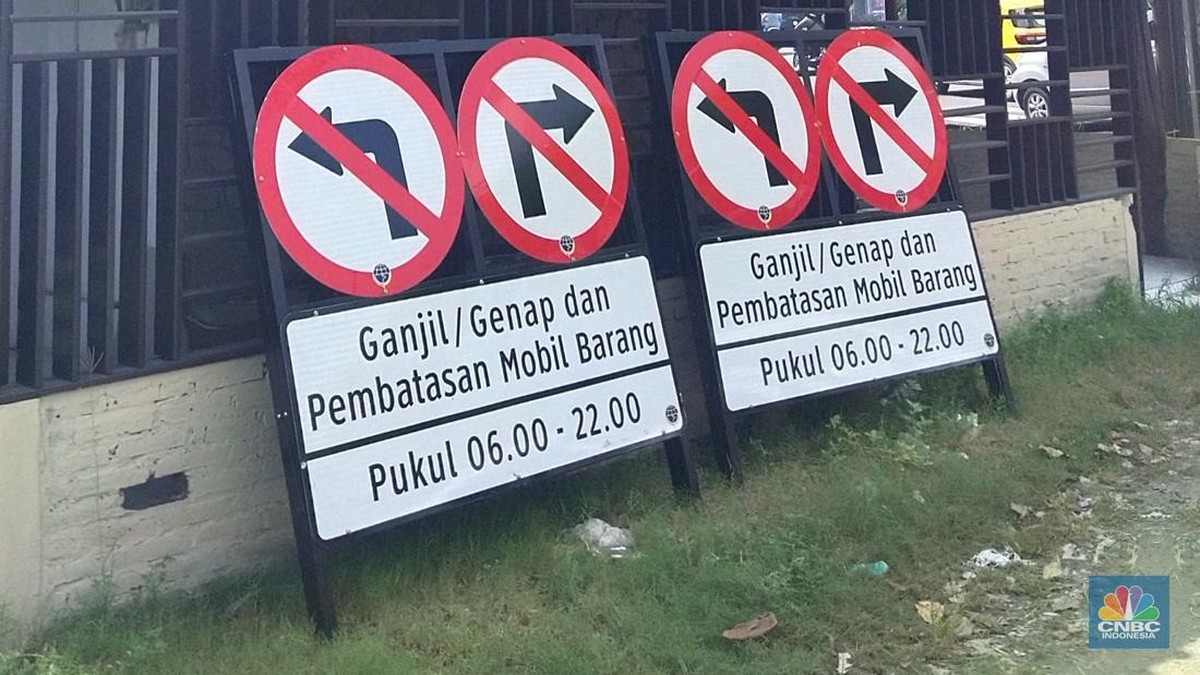 Ganjil/Genap dan
Pembatasan Mobil Barang
Pukul 06.00 - 22.00
Ganjil/Genap dan
Pembatasan Mobil Barang
Pukul 06.00 - 22.00
CNBC
INDONESIA